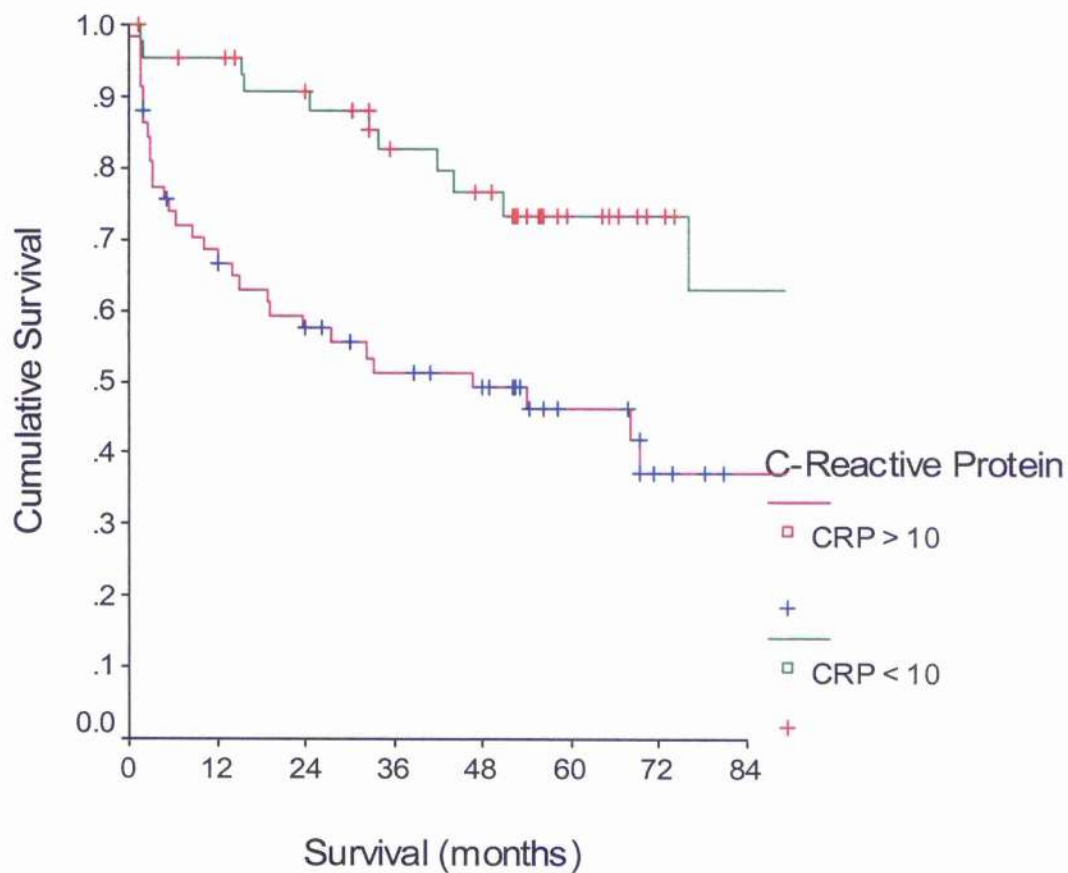 Cumulative Survival
1.0
.9
.8
.7
.6
.5
.4
.3
.2
.1
0.0
0 12 24 36 48 60 72 84
Survival (months)
C-Reactive Protein
CRP > 10
CRP < 10